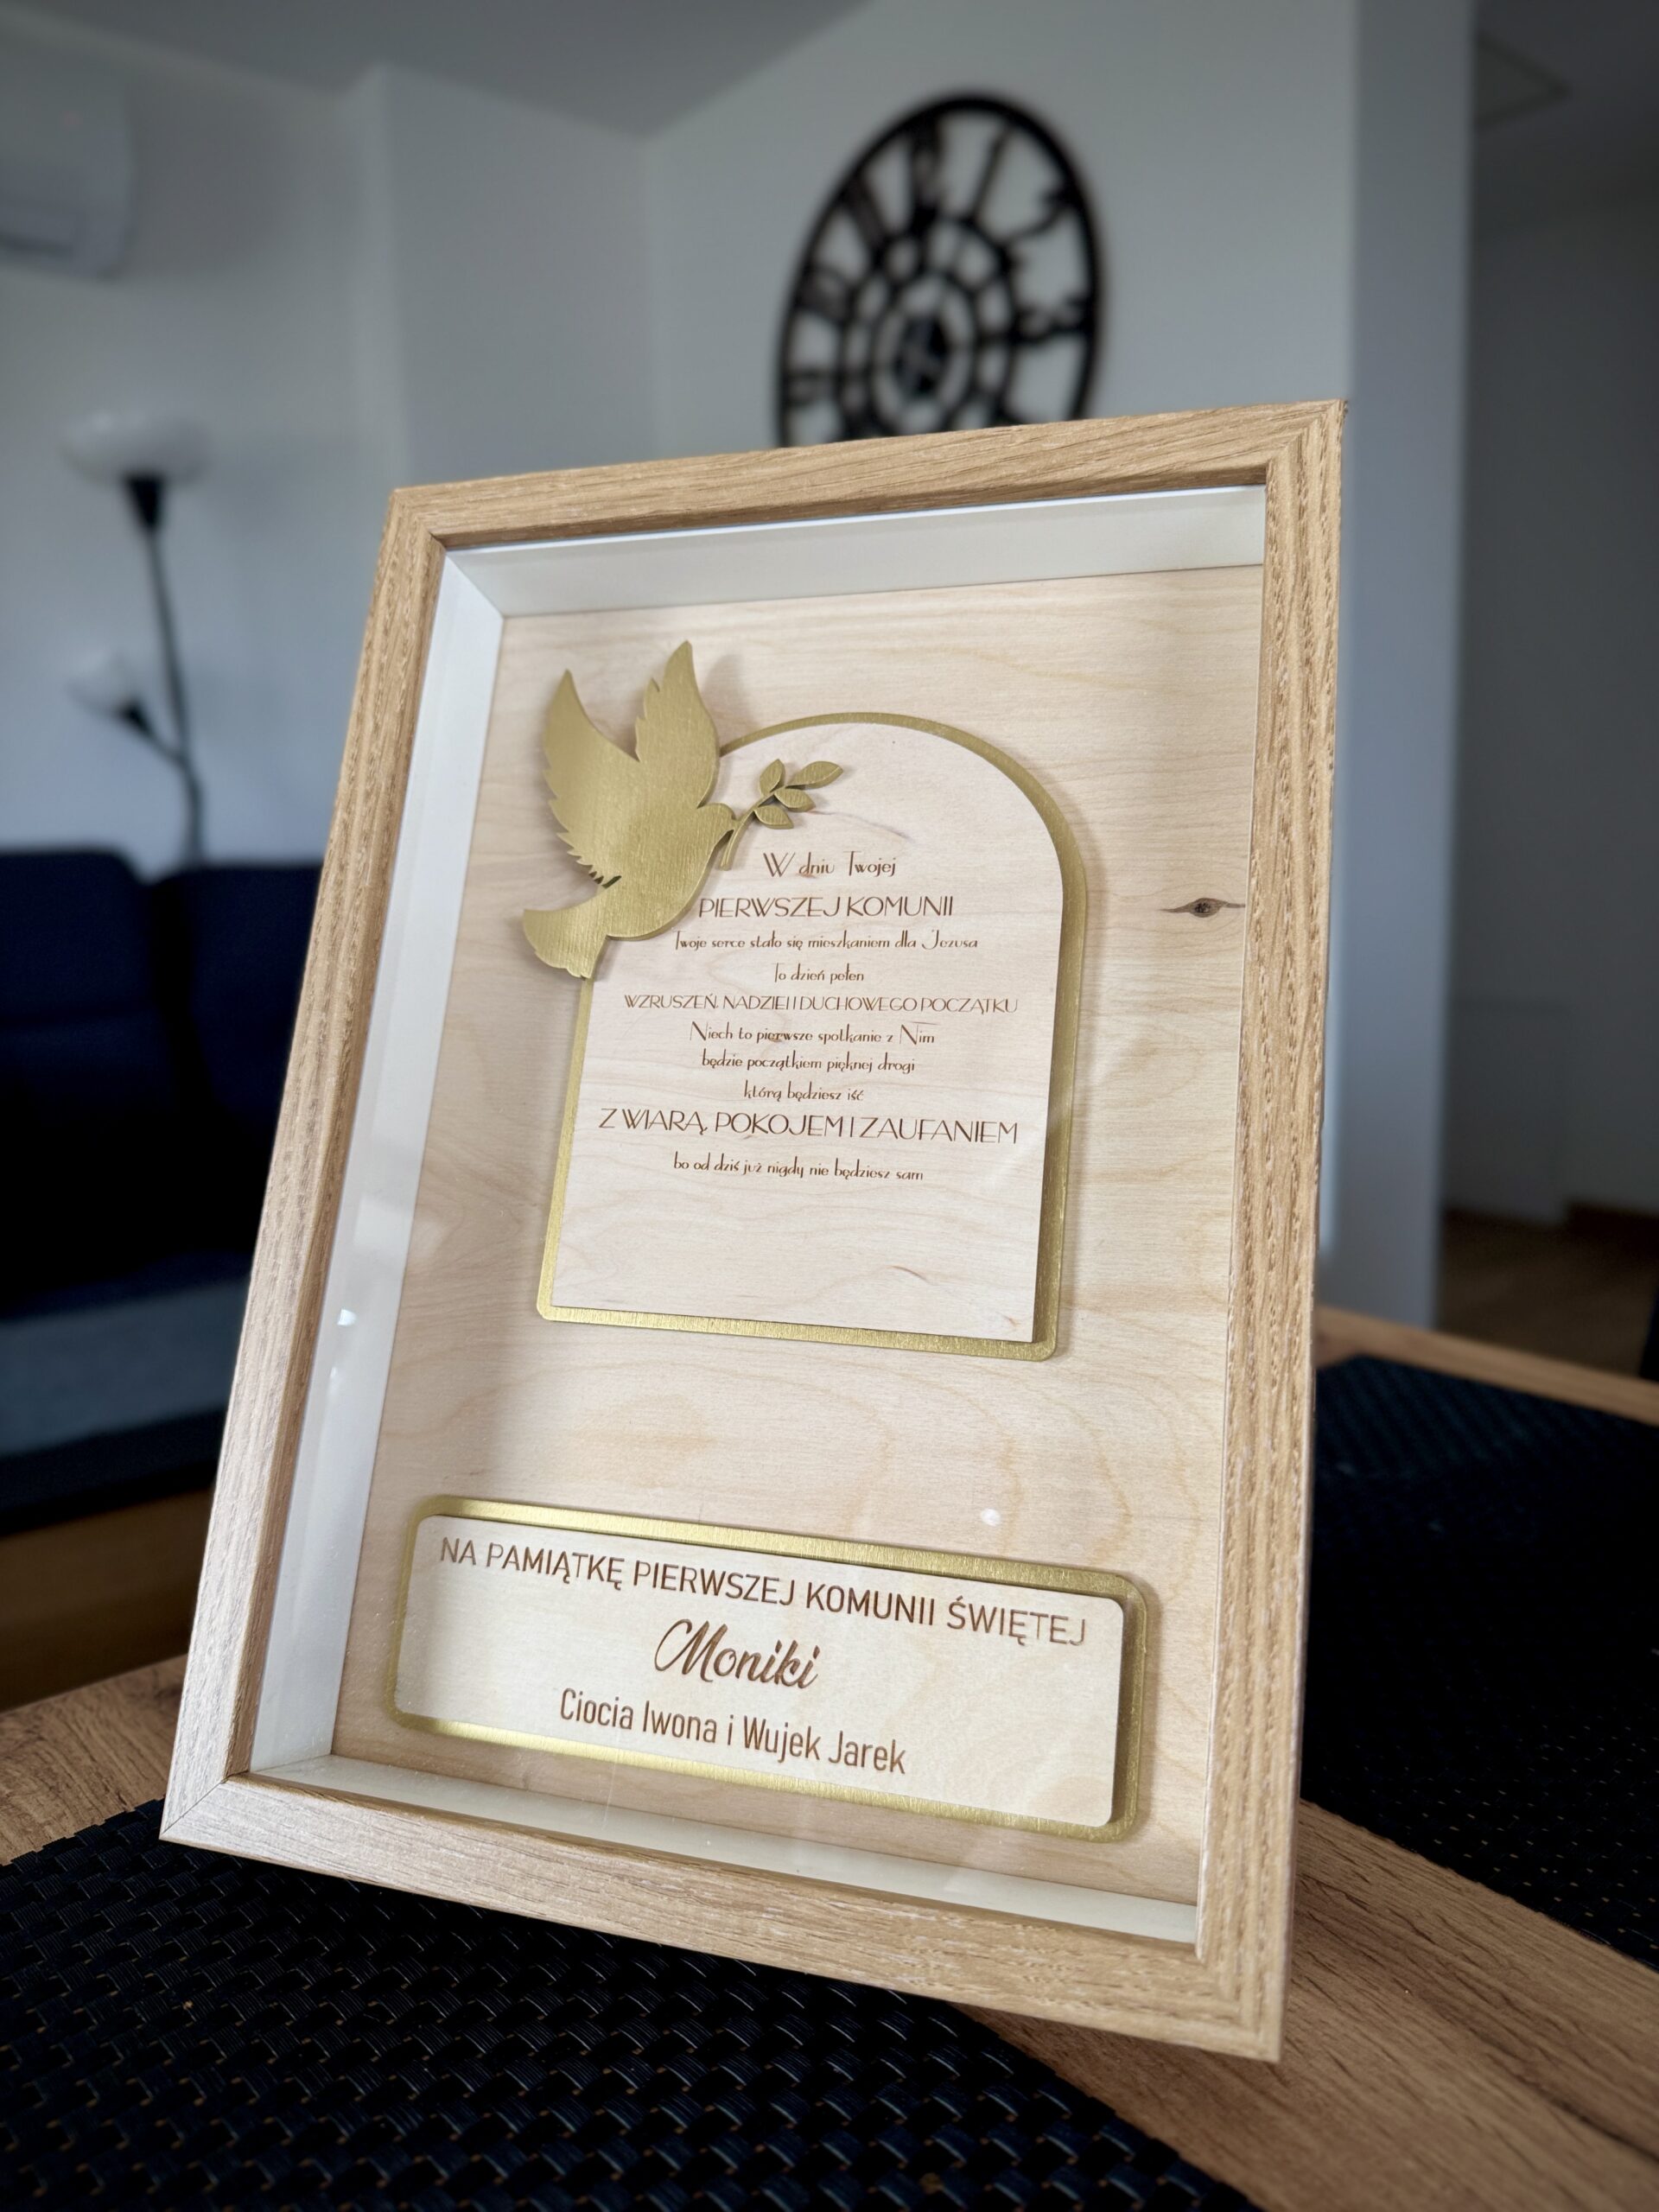 W dniu Twojej
PIERWSZEJ KOMUNII
Twoje serce stało się mieszkaniem dla Jezusa
To dzień pełen
WZRUSZEŃ, NADZIEI I DUCHOWEGO POCZĄTKU
Niech to pierwsze spotkanie z Nim
będzie początkiem pięknej drogi
którą będziesz iść
Z WIARĄ, POKOJEM I ZAUFANIEM
bo od dziś już nigdy nie będziesz sam
NA PAMIĄTKĘ PIERWSZEJ KOMUNII ŚWIĘTEJ
Moniki
Ciocia Iwona i Wujek Jarek